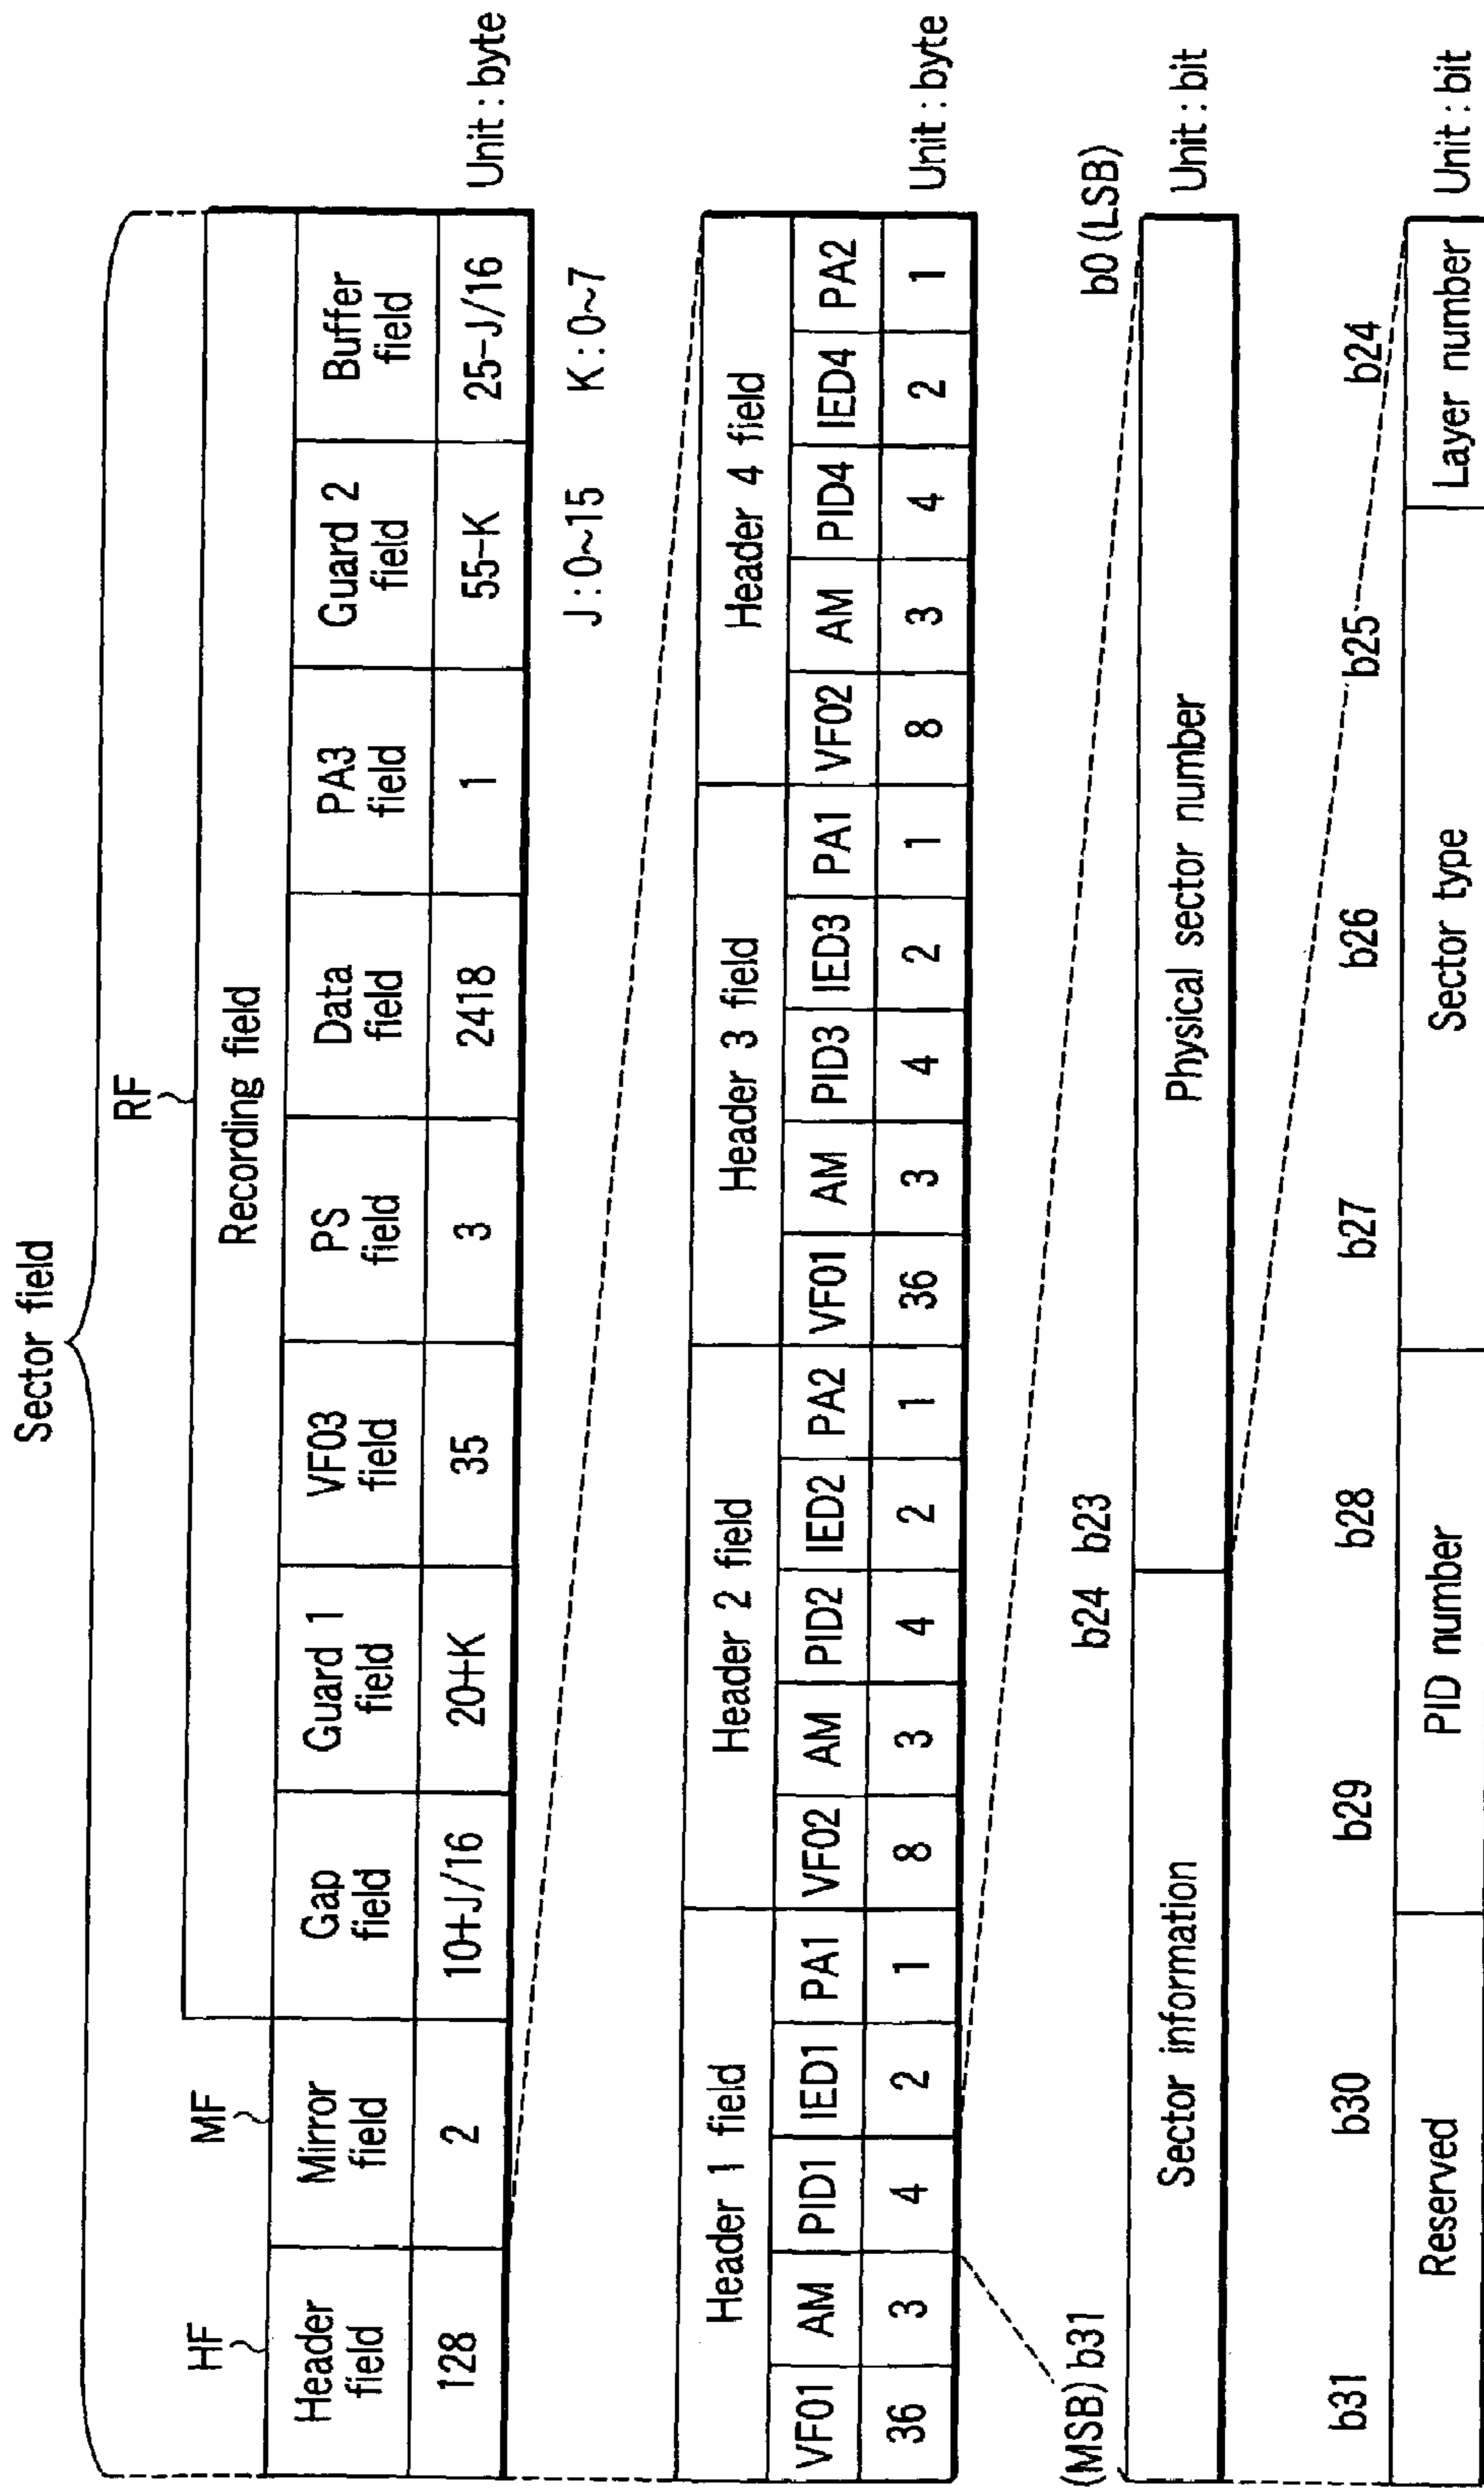 Sector field
RF
HF
MF
Recording field
Header field
Mirror field
Gap field
Guard 1 field
VF03 field
PS field
Data field
PA3 field
Guard 2 field
Buffer field
128
2
10+J/16
20+K
35
3
2418
1
55-K
25-J/16
Unit : byte
J : 0~15
K : 0~7
Header 1 field
Header 2 field
Header 3 field
Header 4 field
VF01
AM
PID1
IED1
PA1
VF02
AM
PID2
IED2
PA2
VF01
AM
PID3
IED3
PA1
VF02
AM
PID4
IED4
PA2
36
3
4
2
1
8
3
4
2
1
36
3
4
2
1
8
3
4
2
1
Unit : byte
(MSB) b31
b24
b23
b0 (LSB)
Sector information
Physical sector number
Unit : bit
b31
b30
b29
b28
b27
b26
b25
b24
Reserved
PID number
Sector type
Layer number
Unit : bit